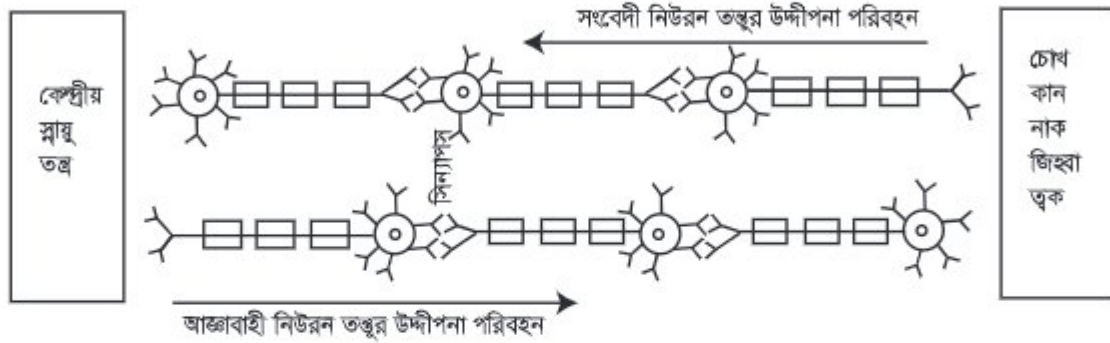 সংবেদী নিউরন তন্তুর উদ্দীপনা পরিবহন
কেন্দ্রীয়
স্নায়ু
তন্ত্র
চোখ
কান
নাক
জিহ্বা
ত্বক
সিন্যাপস
আজ্ঞাবাহী নিউরন তন্তুর উদ্দীপনা পরিবহন